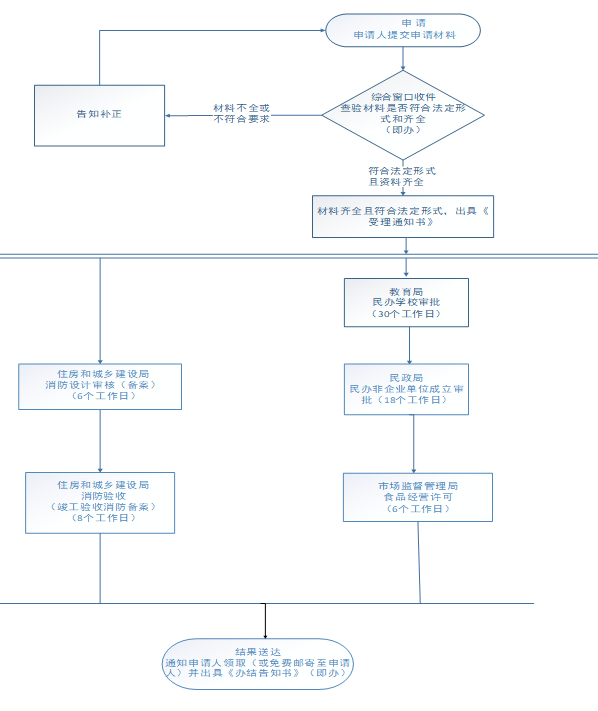 申 请
申请人提交申请材料
综合窗口收件
查验材料是否符合法定形
式和齐全
（即办）
材料不全或
不符合要求
告知补正
符合法定形式
且资料齐全
材料齐全且符合法定形式，出具《
受理通知书》
教育局
民办学校审批
（30个工作日）
住房和城乡建设局
消防设计审核（备案）
（6个工作日）
民政局
民办非企业单位成立审
批（18个工作日）
住房和城乡建设局
消防验收
（竣工验收消防备案）
（8个工作日）
市场监督管理局
食品经营许可
（6个工作日）
结果送达
通知申请人领取（或免费邮寄至申请
人）并出具《办结告知书》（即办）